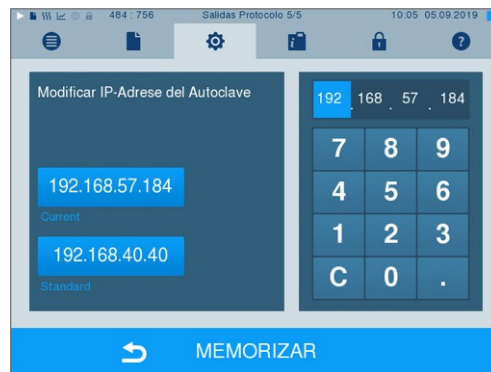 484 : 756 Salidas Protocolo 5/5 10:05 05.09.2019
Modificar IP-Adrese del Autoclave
192 . 168 . 57 . 184
192.168.57.184
Current
192.168.40.40
Standard
7 8 9
4 5 6
1 2 3
C 0 .
MEMORIZAR